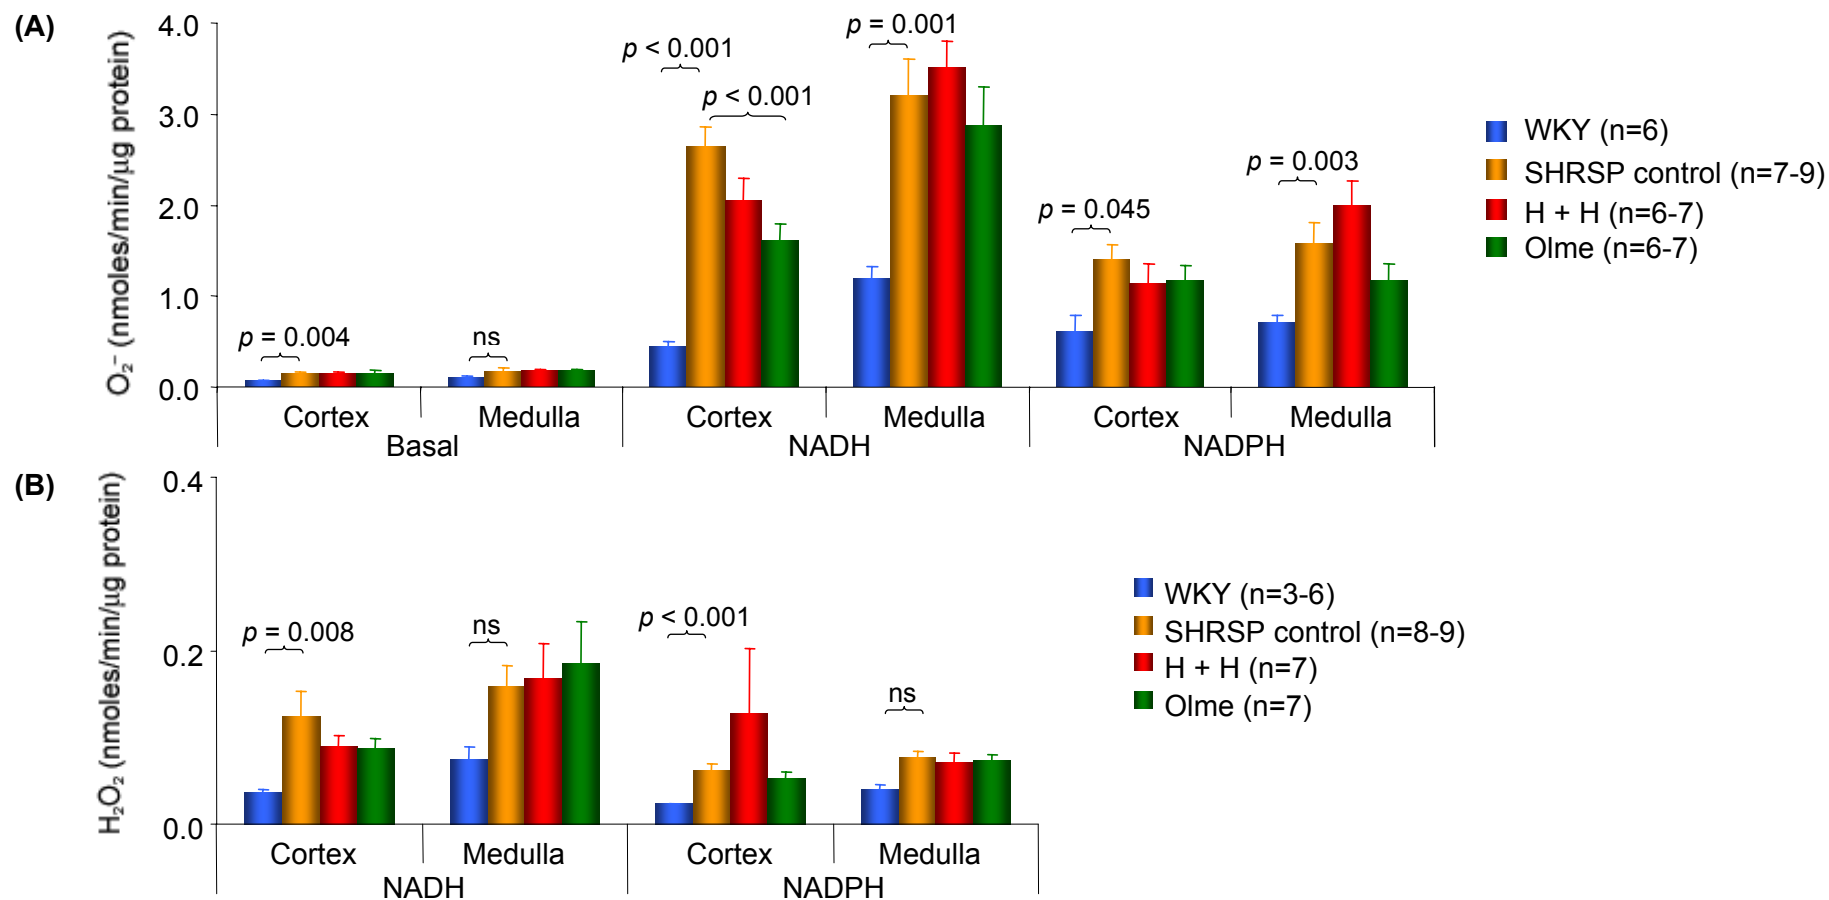 (A)
O₂⁻ (nmoles/min/μg protein)
4.0
3.0
2.0
1.0
0.0
p = 0.004
ns
p < 0.001
p < 0.001
p = 0.001
p = 0.045
p = 0.003
WKY (n=6)
SHRSP control (n=7-9)
H + H (n=6-7)
Olme (n=6-7)
Cortex Medulla Cortex Medulla Cortex Medulla
Basal NADH NADPH
(B)
H₂O₂ (nmoles/min/μg protein)
0.4
0.2
0.0
p = 0.008
ns
p < 0.001
ns
WKY (n=3-6)
SHRSP control (n=8-9)
H + H (n=7)
Olme (n=7)
Cortex Medulla Cortex Medulla
NADH NADPH